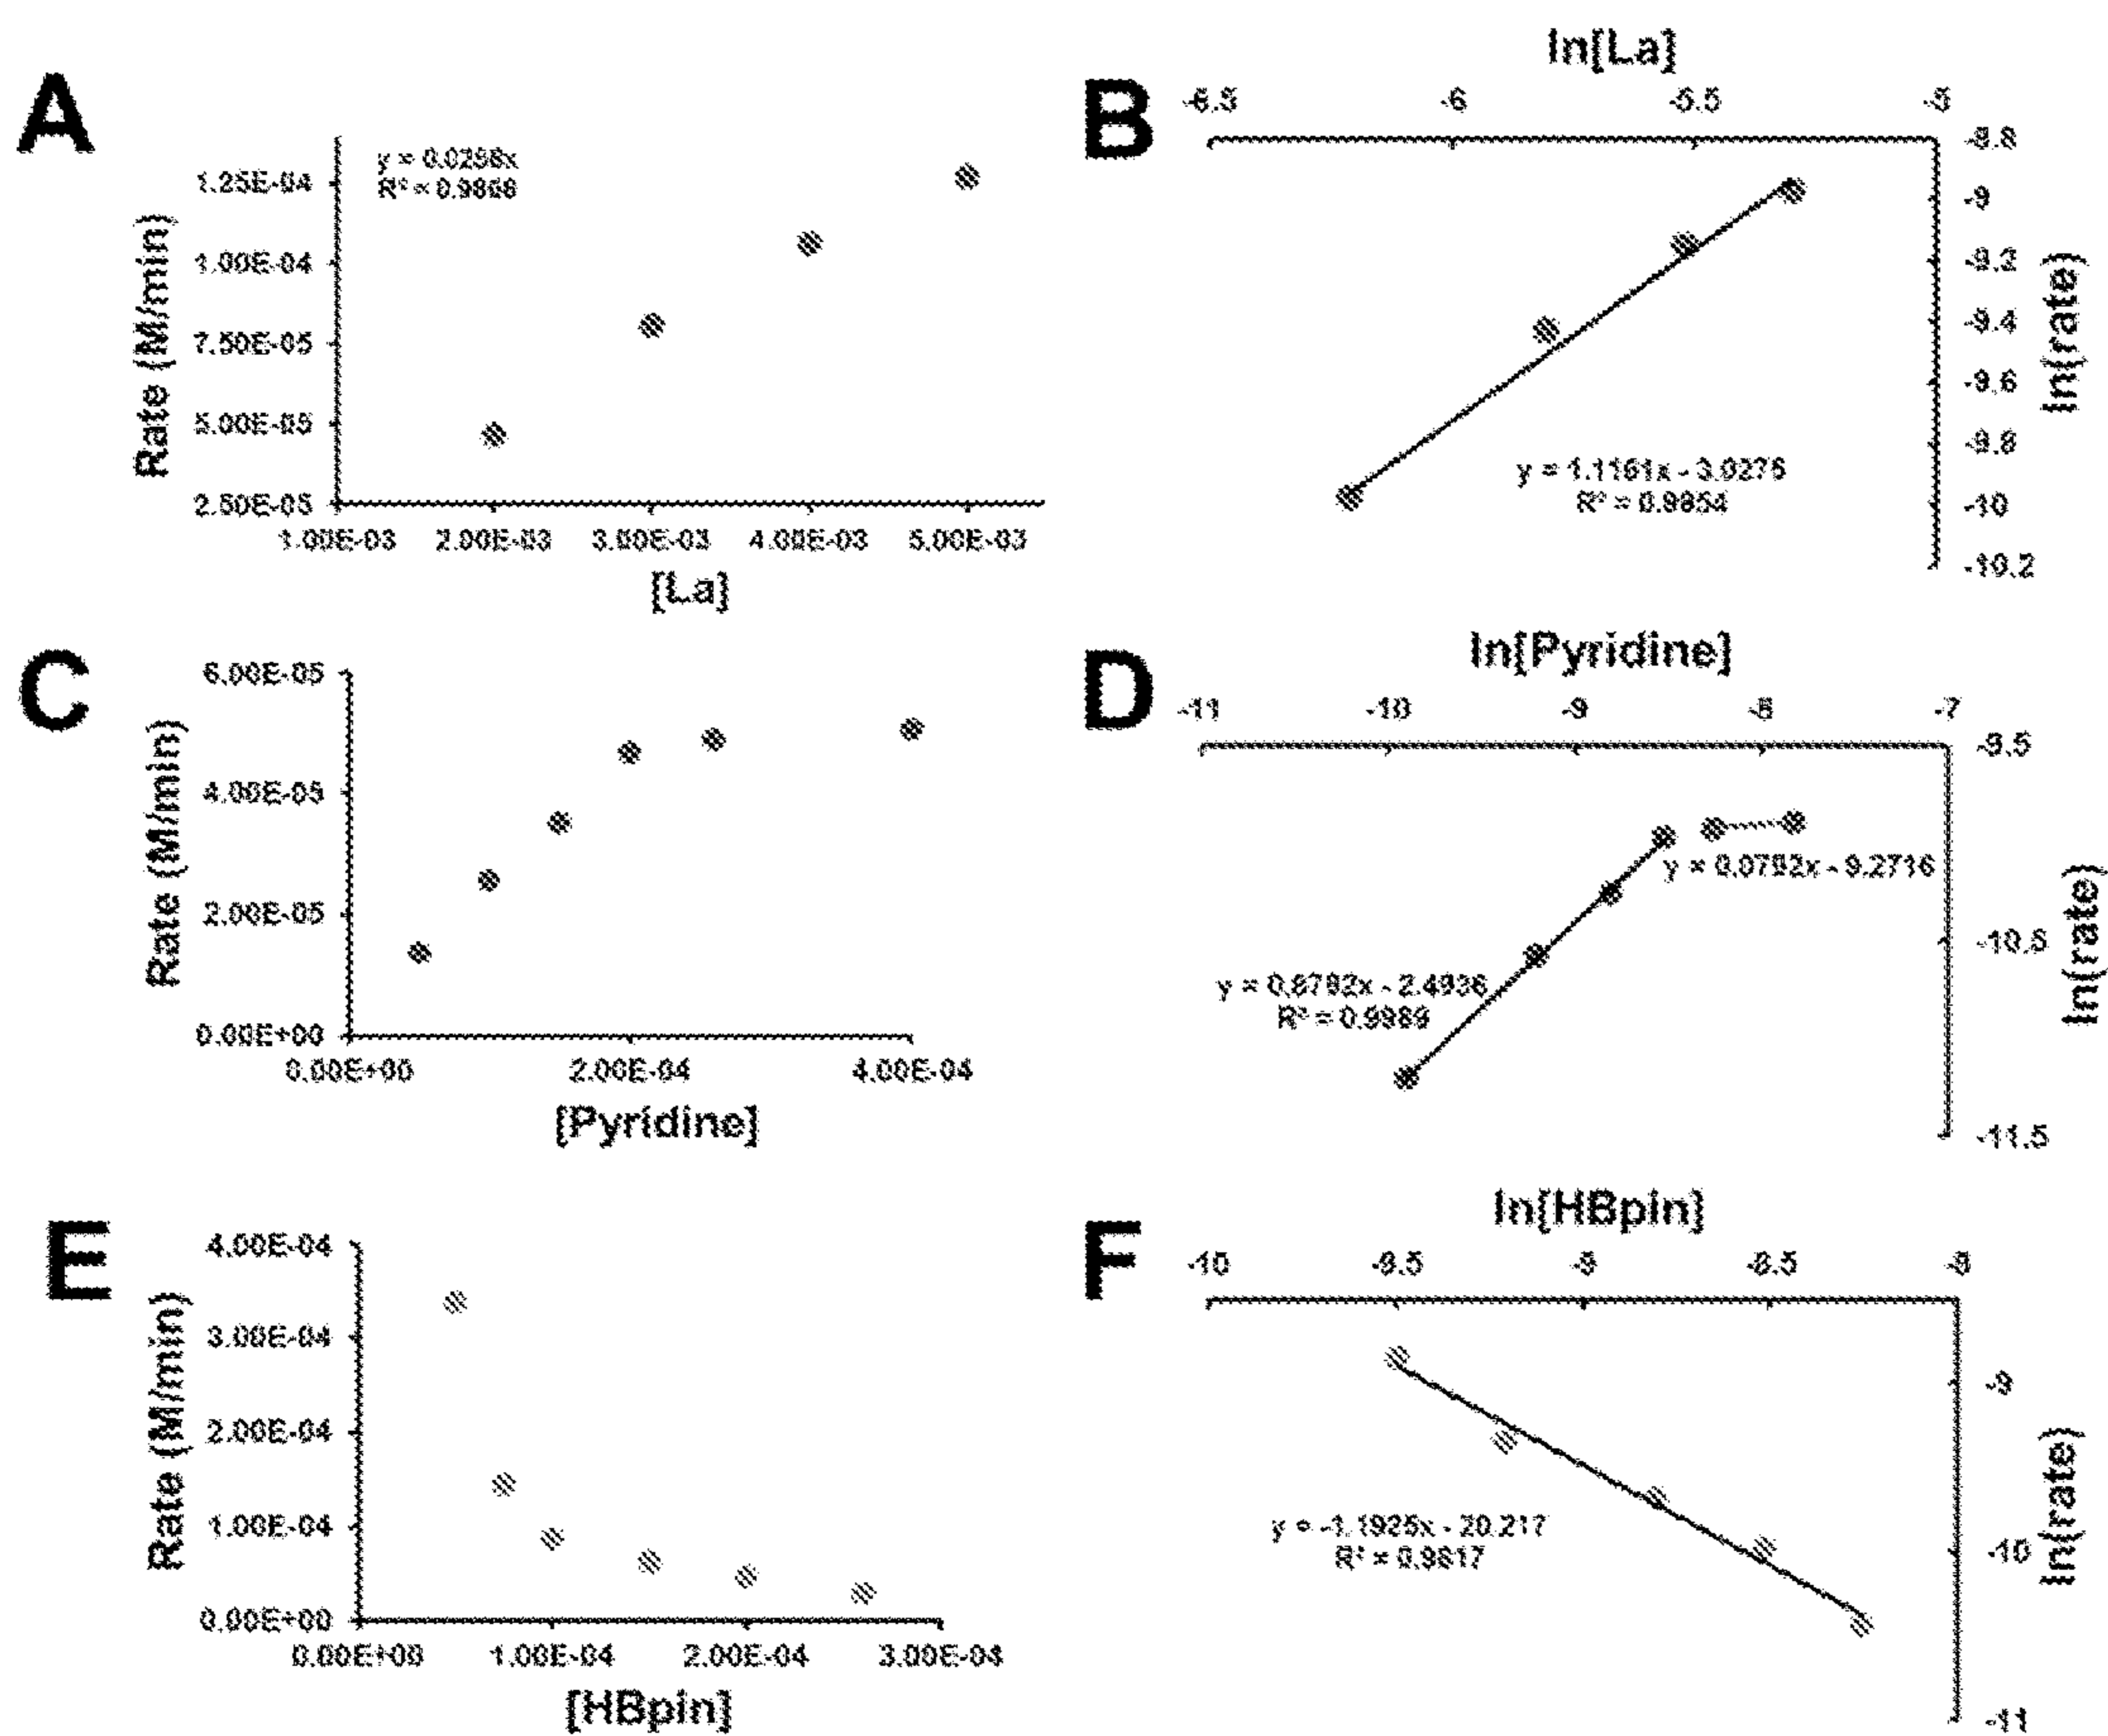 A
y = 0.0258x
R² = 0.9868
Rate (M/min)
1.25E-04
1.00E-04
7.50E-05
5.00E-05
2.50E-05
1.00E-03 2.00E-03 3.00E-03 4.00E-03 5.00E-03
[La]
B
ln[La]
-6.5 -6 -5.5 -5
-8.8
-9
-9.2
-9.4
-9.6
-9.8
-10
-10.2
ln(rate)
y = 1.1161x - 3.0275
R² = 0.9954
C
Rate (M/min)
6.00E-05
4.00E-05
2.00E-05
0.00E+00
0.00E+00 2.00E-04 4.00E-04
[Pyridine]
D
ln[Pyridine]
-11 -10 -9 -8 -7
-9.5
-10.5
-11.5
ln(rate)
y = 0.0792x - 9.2716
y = 0.8792x - 2.4936
R² = 0.9989
E
Rate (M/min)
4.00E-04
3.00E-04
2.00E-04
1.00E-04
0.00E+00
0.00E+00 1.00E-04 2.00E-04 3.00E-04
[HBpin]
F
ln[HBpin]
-10 -9.5 -9 -8.5 -8
-9
-10
-11
ln(rate)
y = -1.1925x - 20.217
R² = 0.9817